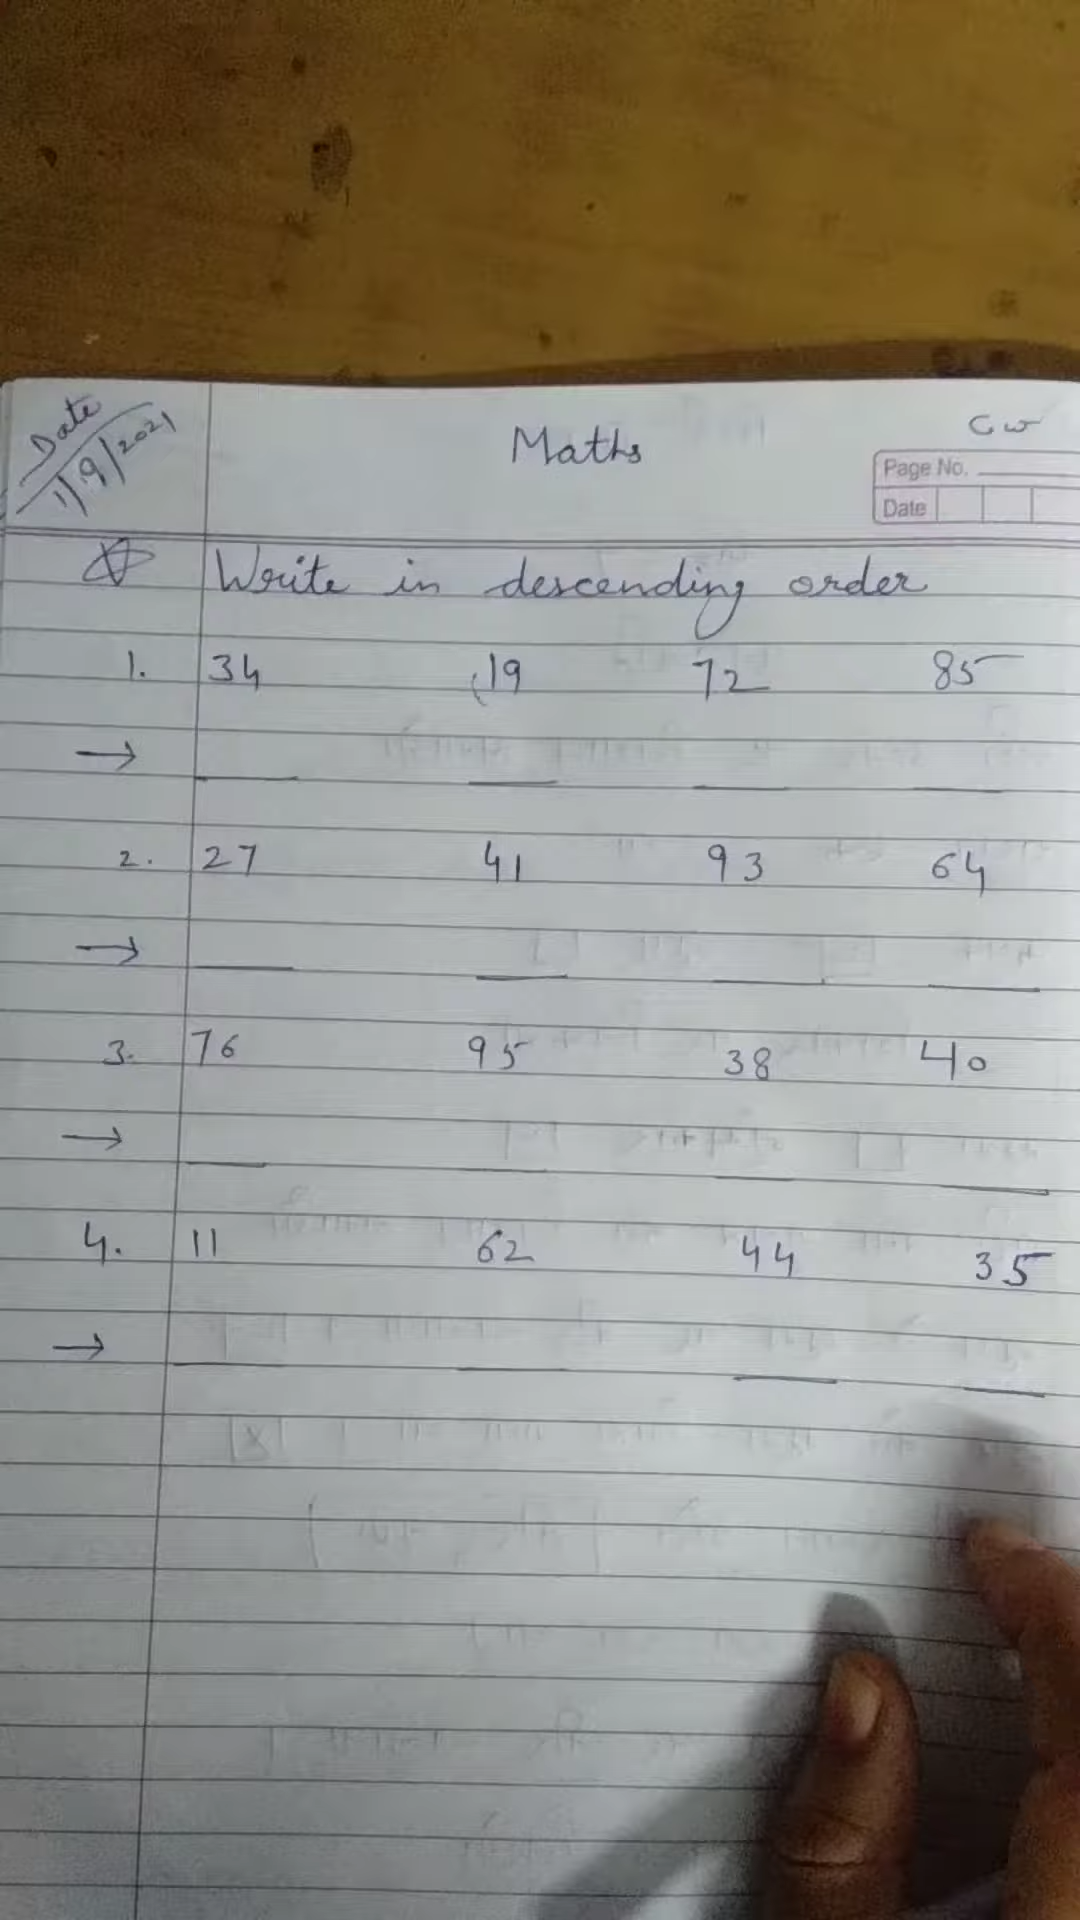 Date
1/9/2021
Maths
Cw
Page No.
Date
Write in descending order
1. 34 19 72 85
→
2. 27 41 93 64
→
3. 76 95 38 40
→
4. 11 62 44 35
→